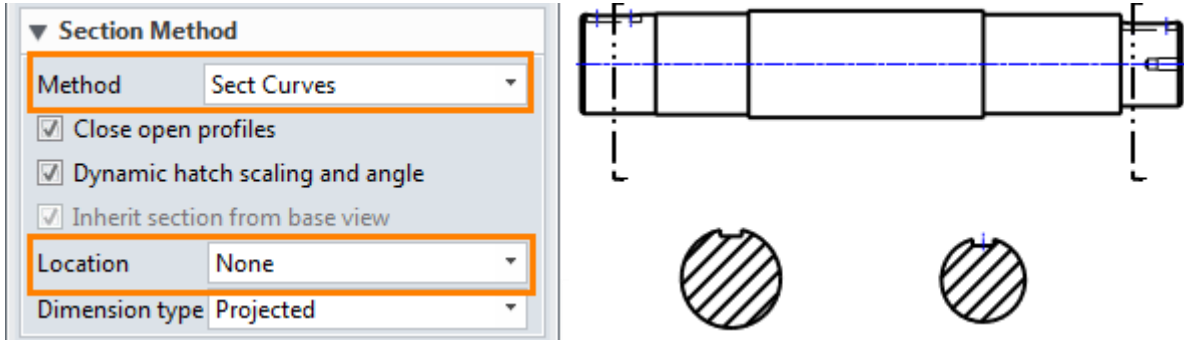 Section Method
Method Sect Curves
Close open profiles
Dynamic hatch scaling and angle
Inherit section from base view
Location None
Dimension type Projected